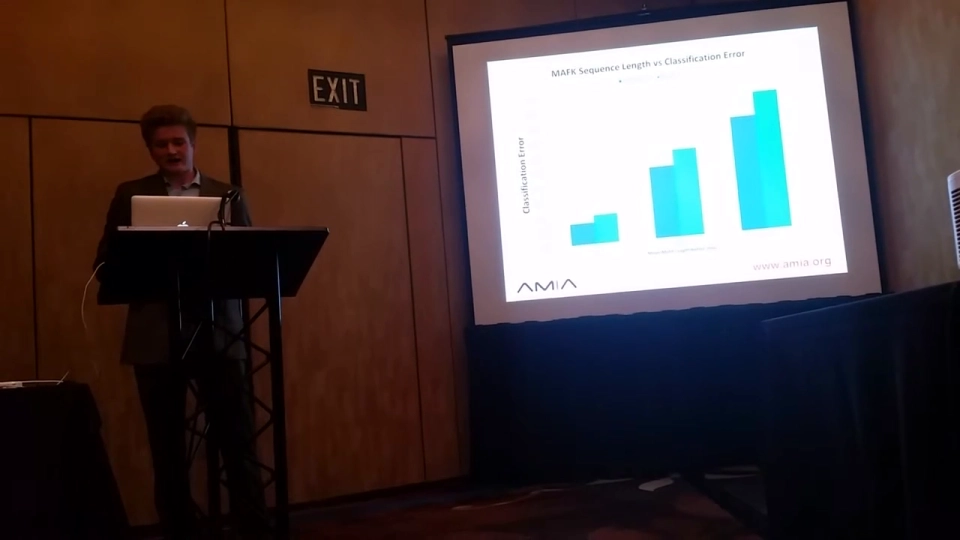 EXIT
MAFK Sequence Length vs Classification Error
Classification Error
AMIA
www.amia.org